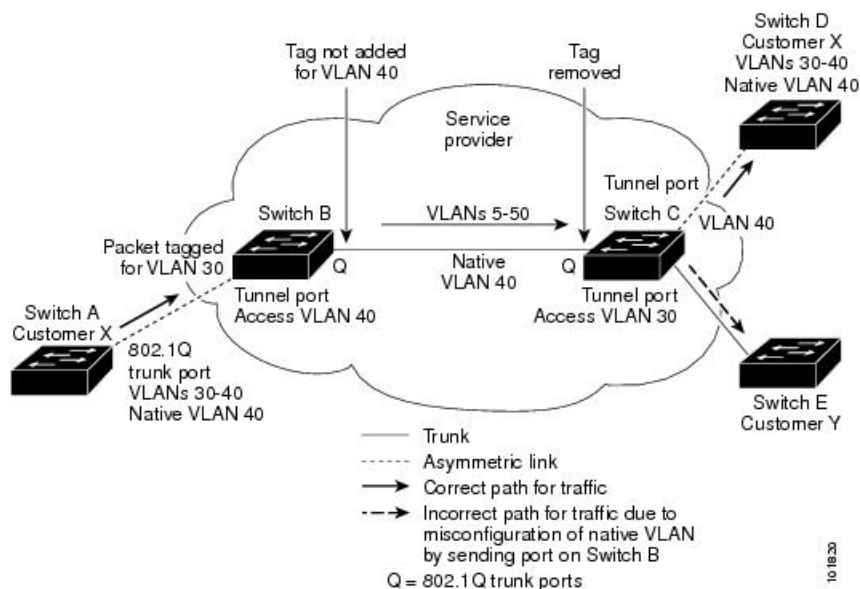 Tag not added
for VLAN 40
Tag
removed
Switch D
Customer X
VLANs 30-40
Native VLAN 40
Service
provider
Tunnel port
Switch B
VLANs 5-50
Switch C
VLAN 40
Packet tagged
for VLAN 30
Q
Native
VLAN 40
Q
Switch A
Customer X
Tunnel port
Access VLAN 40
Tunnel port
Access VLAN 30
802.1Q
trunk port
VLANs 30-40
Native VLAN 40
Switch E
Customer Y
Trunk
Asymmetric link
Correct path for traffic
Incorrect path for traffic due to
misconfiguration of native VLAN
by sending port on Switch B
Q = 802.1Q trunk ports
101820